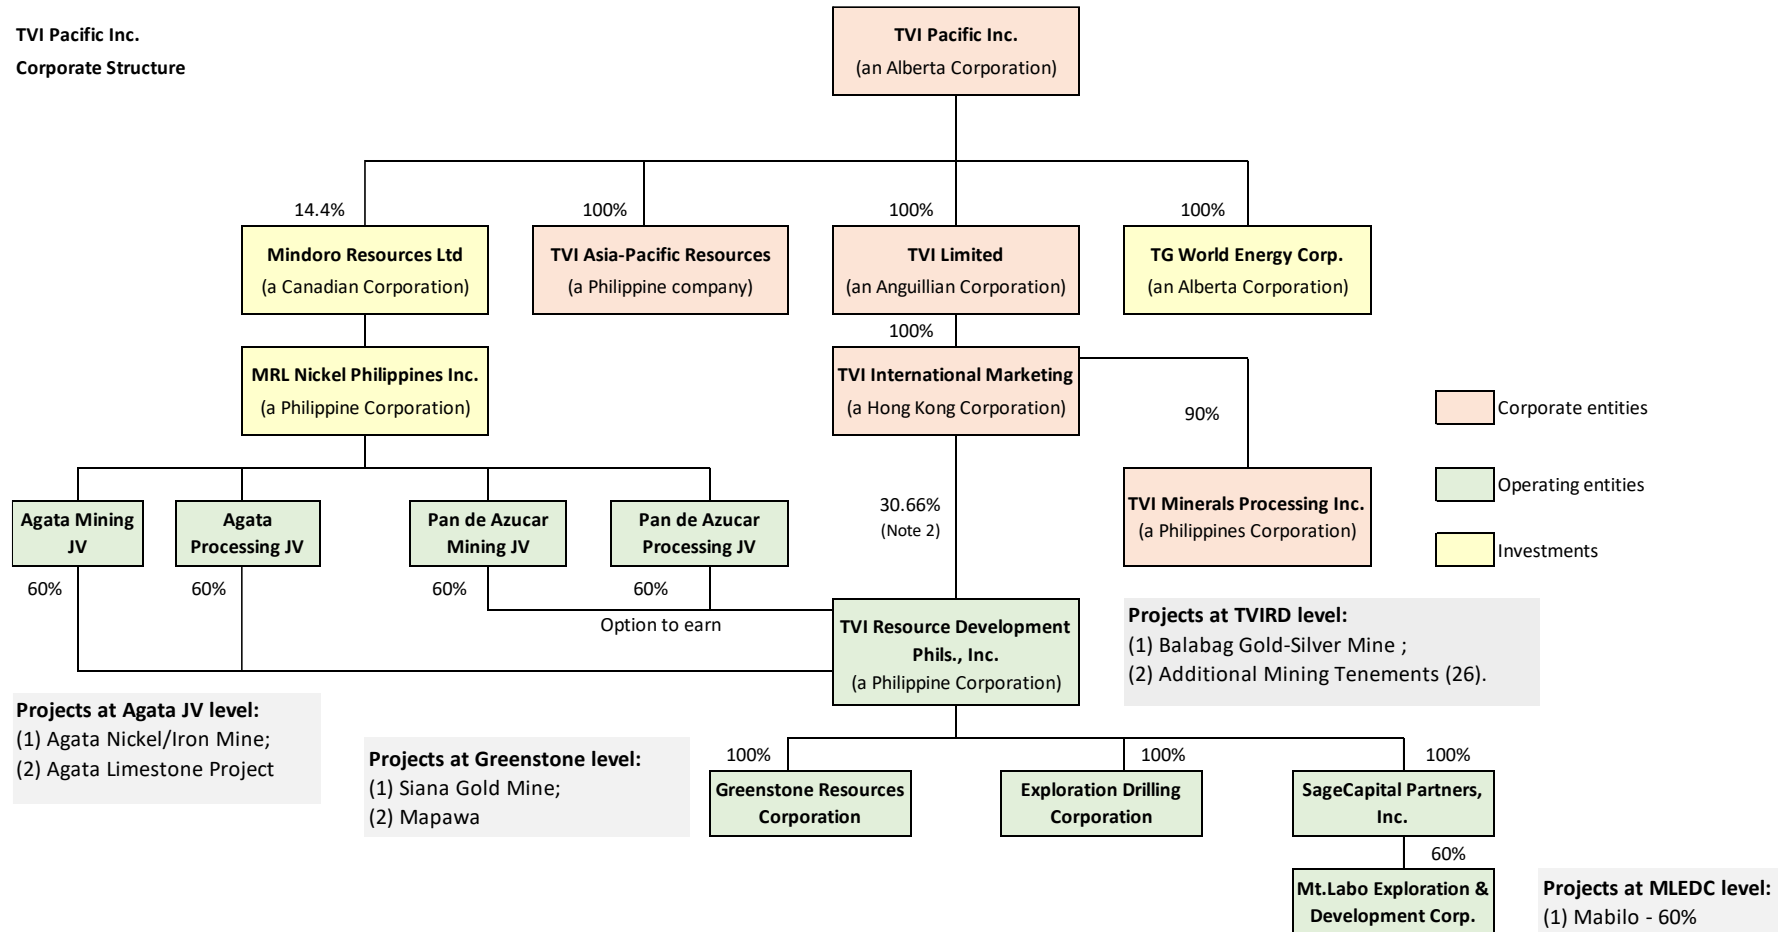 TVI Pacific Inc.
Corporate Structure
TVI Pacific Inc.
(an Alberta Corporation)
14.4%
100%
100%
100%
Mindoro Resources Ltd
(a Canadian Corporation)
TVI Asia-Pacific Resources
(a Philippine company)
TVI Limited
(an Anguillian Corporation)
TG World Energy Corp.
(an Alberta Corporation)
100%
MRL Nickel Philippines Inc.
(a Philippine Corporation)
TVI International Marketing
(a Hong Kong Corporation)
90%
Corporate entities
Operating entities
Investments
30.66%
(Note 2)
TVI Minerals Processing Inc.
(a Philippines Corporation)
Agata Mining
JV
Agata
Processing JV
Pan de Azucar
Mining JV
Pan de Azucar
Processing JV
60%
60%
60%
60%
Option to earn
TVI Resource Development
Phils., Inc.
(a Philippine Corporation)
Projects at TVIRD level:
(1) Balabag Gold-Silver Mine ;
(2) Additional Mining Tenements (26).
Projects at Agata JV level:
(1) Agata Nickel/Iron Mine;
(2) Agata Limestone Project
Projects at Greenstone level:
(1) Siana Gold Mine;
(2) Mapawa
100%
100%
100%
Greenstone Resources
Corporation
Exploration Drilling
Corporation
SageCapital Partners,
Inc.
60%
Mt.Labo Exploration &
Development Corp.
Projects at MLEDC level:
(1) Mabilo - 60%